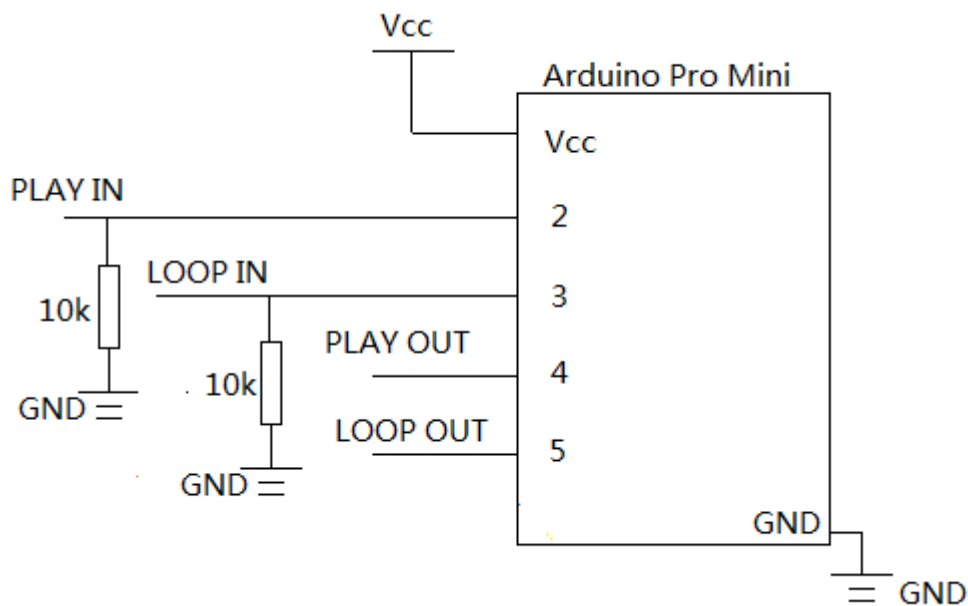 Vcc
Arduino Pro Mini
Vcc
PLAY IN
2
LOOP IN
3
10k
PLAY OUT
4
10k
GND
LOOP OUT
5
GND
GND
GND